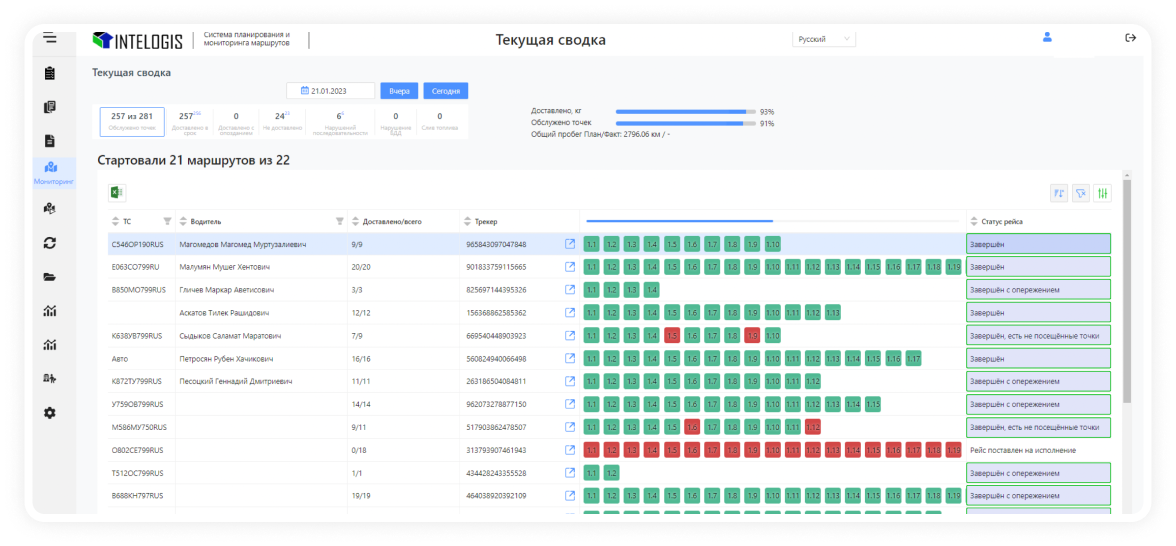 INTELOGIS Система планирования и
мониторинга маршрутов
Текущая сводка
Русский
Текущая сводка
21.01.2023 Вчера Сегодня
257 из 281
Обслужено точек
257
Доставлено в
срок
0
Доставлено с
опозданием
24
Не доставлено
6
Нарушений
последовательности
0
Нарушение
БДД
0
Слив топлива
Доставлено, кг 93%
Обслужено точек 91%
Общий пробег План/Факт: 2796.06 км / -
Стартовали 21 маршрутов из 22
Мониторинг
ТС Водитель Доставлено/всего Трекер Статус рейса
С546ОР190RUS Магомедов Магомед Муртузалиевич 9/9 965843097047848 1.1 1.2 1.3 1.4 1.5 1.6 1.7 1.8 1.9 1.10 Завершён
Е063СО799RU Малумян Мушег Хентович 20/20 901833759115665 1.1 1.2 1.3 1.4 1.5 1.6 1.7 1.8 1.9 1.10 1.11 1.12 1.13 1.14 1.15 1.16 1.17 1.18 1.19 Завершён
В850МО799RUS Гличев Маркар Аветисович 3/3 825697144395326 1.1 1.2 1.3 1.4 Завершён с опережением
Аскатов Тилек Рашидович 12/12 156368862585362 1.1 1.2 1.3 1.4 1.5 1.6 1.7 1.8 1.9 1.10 1.11 1.12 1.13 Завершён
К638УВ799RUS Сыдыков Саламат Маратович 7/9 669540448903923 1.1 1.2 1.3 1.4 1.5 1.6 1.7 1.8 1.9 1.10 Завершён, есть не посещённые точки
Авто Петросян Рубен Хачикович 16/16 560824940066498 1.1 1.2 1.3 1.4 1.5 1.6 1.7 1.8 1.9 1.10 1.11 1.12 1.13 1.14 1.15 1.16 1.17 Завершён
К872ТУ799RUS Песоцкий Геннадий Дмитриевич 11/11 263186504084811 1.1 1.2 1.3 1.4 1.5 1.6 1.7 1.8 1.9 1.10 1.11 1.12 Завершён с опережением
У759ОВ799RUS 14/14 962073278877150 1.1 1.2 1.3 1.4 1.5 1.6 1.7 1.8 1.9 1.10 1.11 1.12 1.13 1.14 1.15 Завершён с опережением
М586МУ750RUS 9/11 517903862478507 1.1 1.2 1.3 1.4 1.5 1.6 1.7 1.8 1.9 1.10 1.11 1.12 Завершён, есть не посещённые точки
О802СЕ799RUS 0/18 313793907461943 1.1 1.2 1.3 1.4 1.5 1.6 1.7 1.8 1.9 1.10 1.11 1.12 1.13 1.14 1.15 1.16 1.17 1.18 1.19 Рейс поставлен на исполнение
Т512ОС799RUS 1/1 434428243355528 1.1 1.2 Завершён с опережением
В688КН797RUS 19/19 464038920392109 1.1 1.2 1.3 1.4 1.5 1.6 1.7 1.8 1.9 1.10 1.11 1.12 1.13 1.14 1.15 1.16 1.17 1.18 1.19 Завершён с опережением